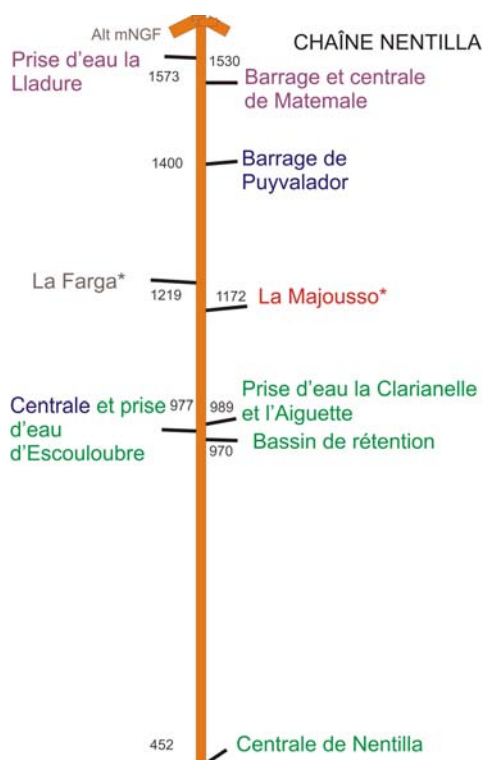 Alt mNGF
CHAÎNE NENTILLA
Prise d'eau la
Lladure
1573
1530
Barrage et centrale
de Matemale
1400
Barrage de
Puyvalador
La Farga*
1219
1172
La Majousso*
Centrale et prise
d'eau
d'Escouloubre
977
989
Prise d'eau la Clarianelle
et l'Aiguette
Bassin de rétention
970
452
Centrale de Nentilla